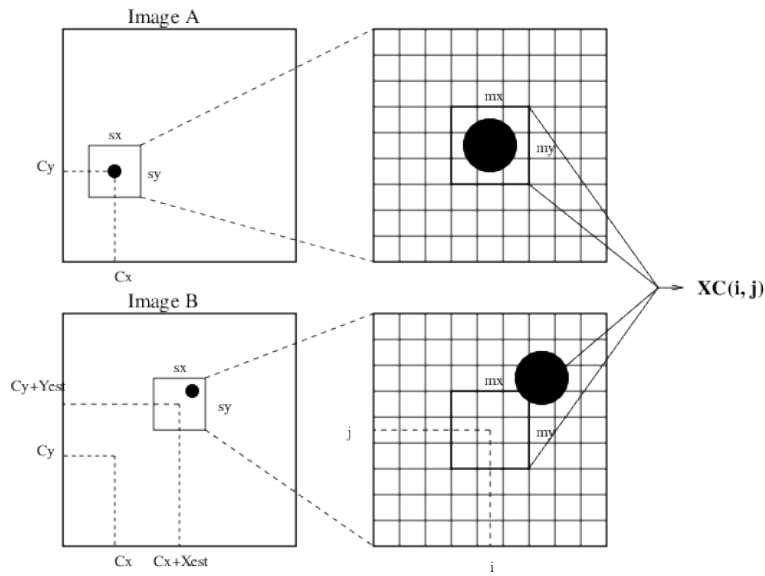 Image A
sx
Cy
sy
Cx
mx
my
XC(i, j)
Image B
sx
Cy+Yest
sy
Cy
Cx
Cx+Xest
mx
j
my
i